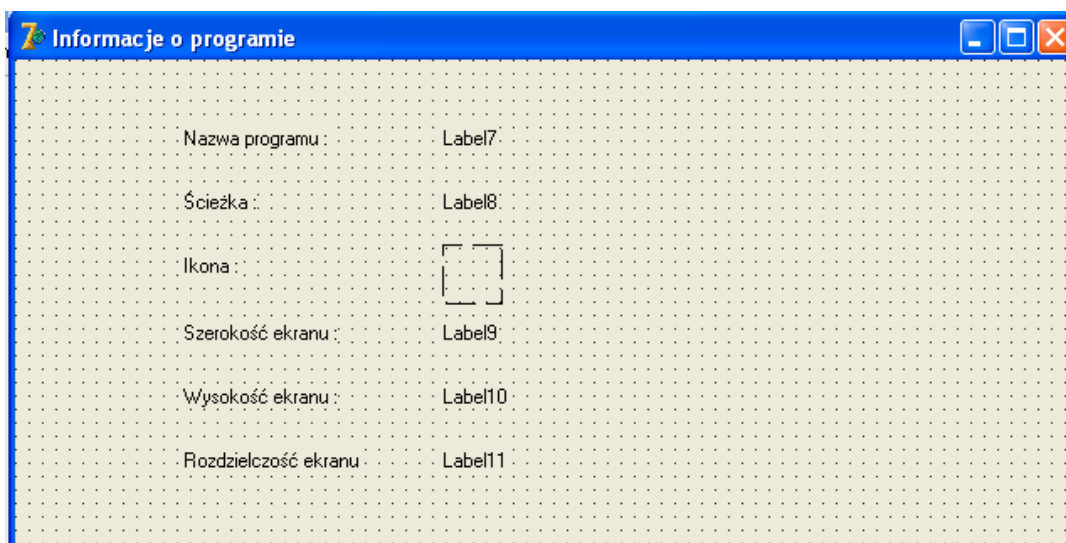 Informacje o programie
Nazwa programu : Label7
Ścieżka : Label8
Ikona :
Szerokość ekranu : Label9
Wysokość ekranu : Label10
Rozdzielczość ekranu Label11